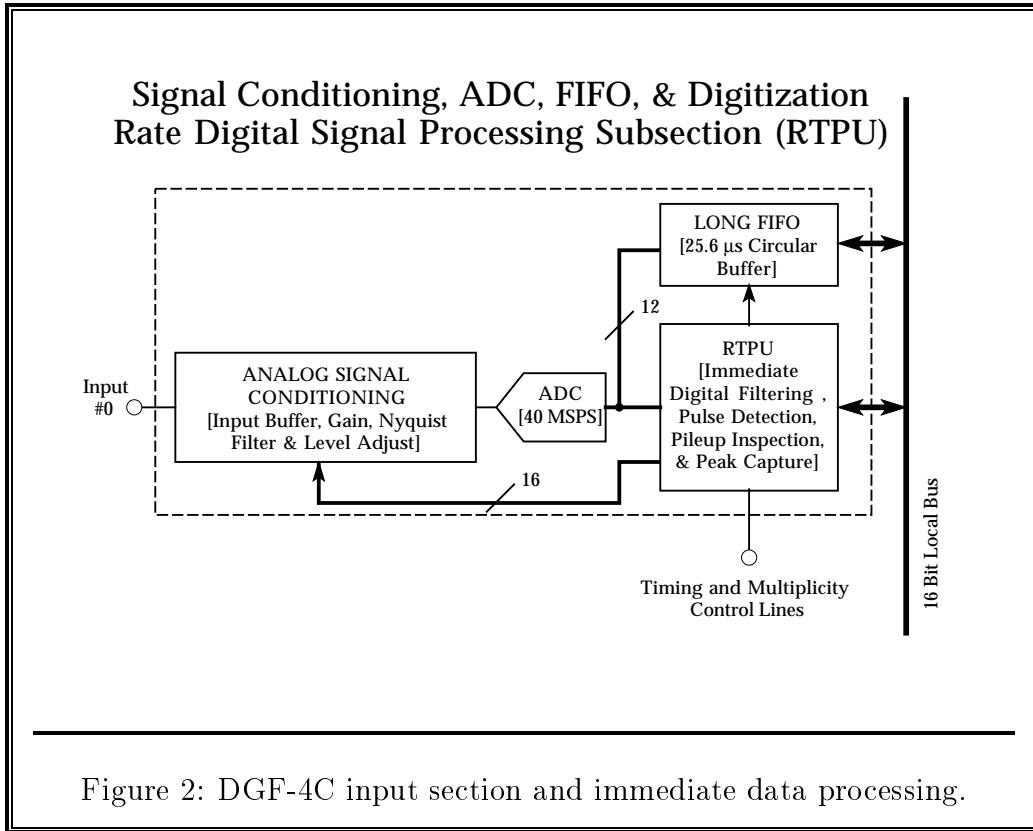 Signal Conditioning, ADC, FIFO, & Digitization
Rate Digital Signal Processing Subsection (RTPU)
LONG FIFO
[25.6 µs Circular
Buffer]
12
RTPU
[Immediate
Digital Filtering ,
Pulse Detection,
Pileup Inspection,
& Peak Capture]
Input
#0
ANALOG SIGNAL
CONDITIONING
[Input Buffer, Gain, Nyquist
Filter & Level Adjust]
ADC
[40 MSPS]
16
Timing and Multiplicity
Control Lines
16 Bit Local Bus
Figure 2: DGF-4C input section and immediate data processing.